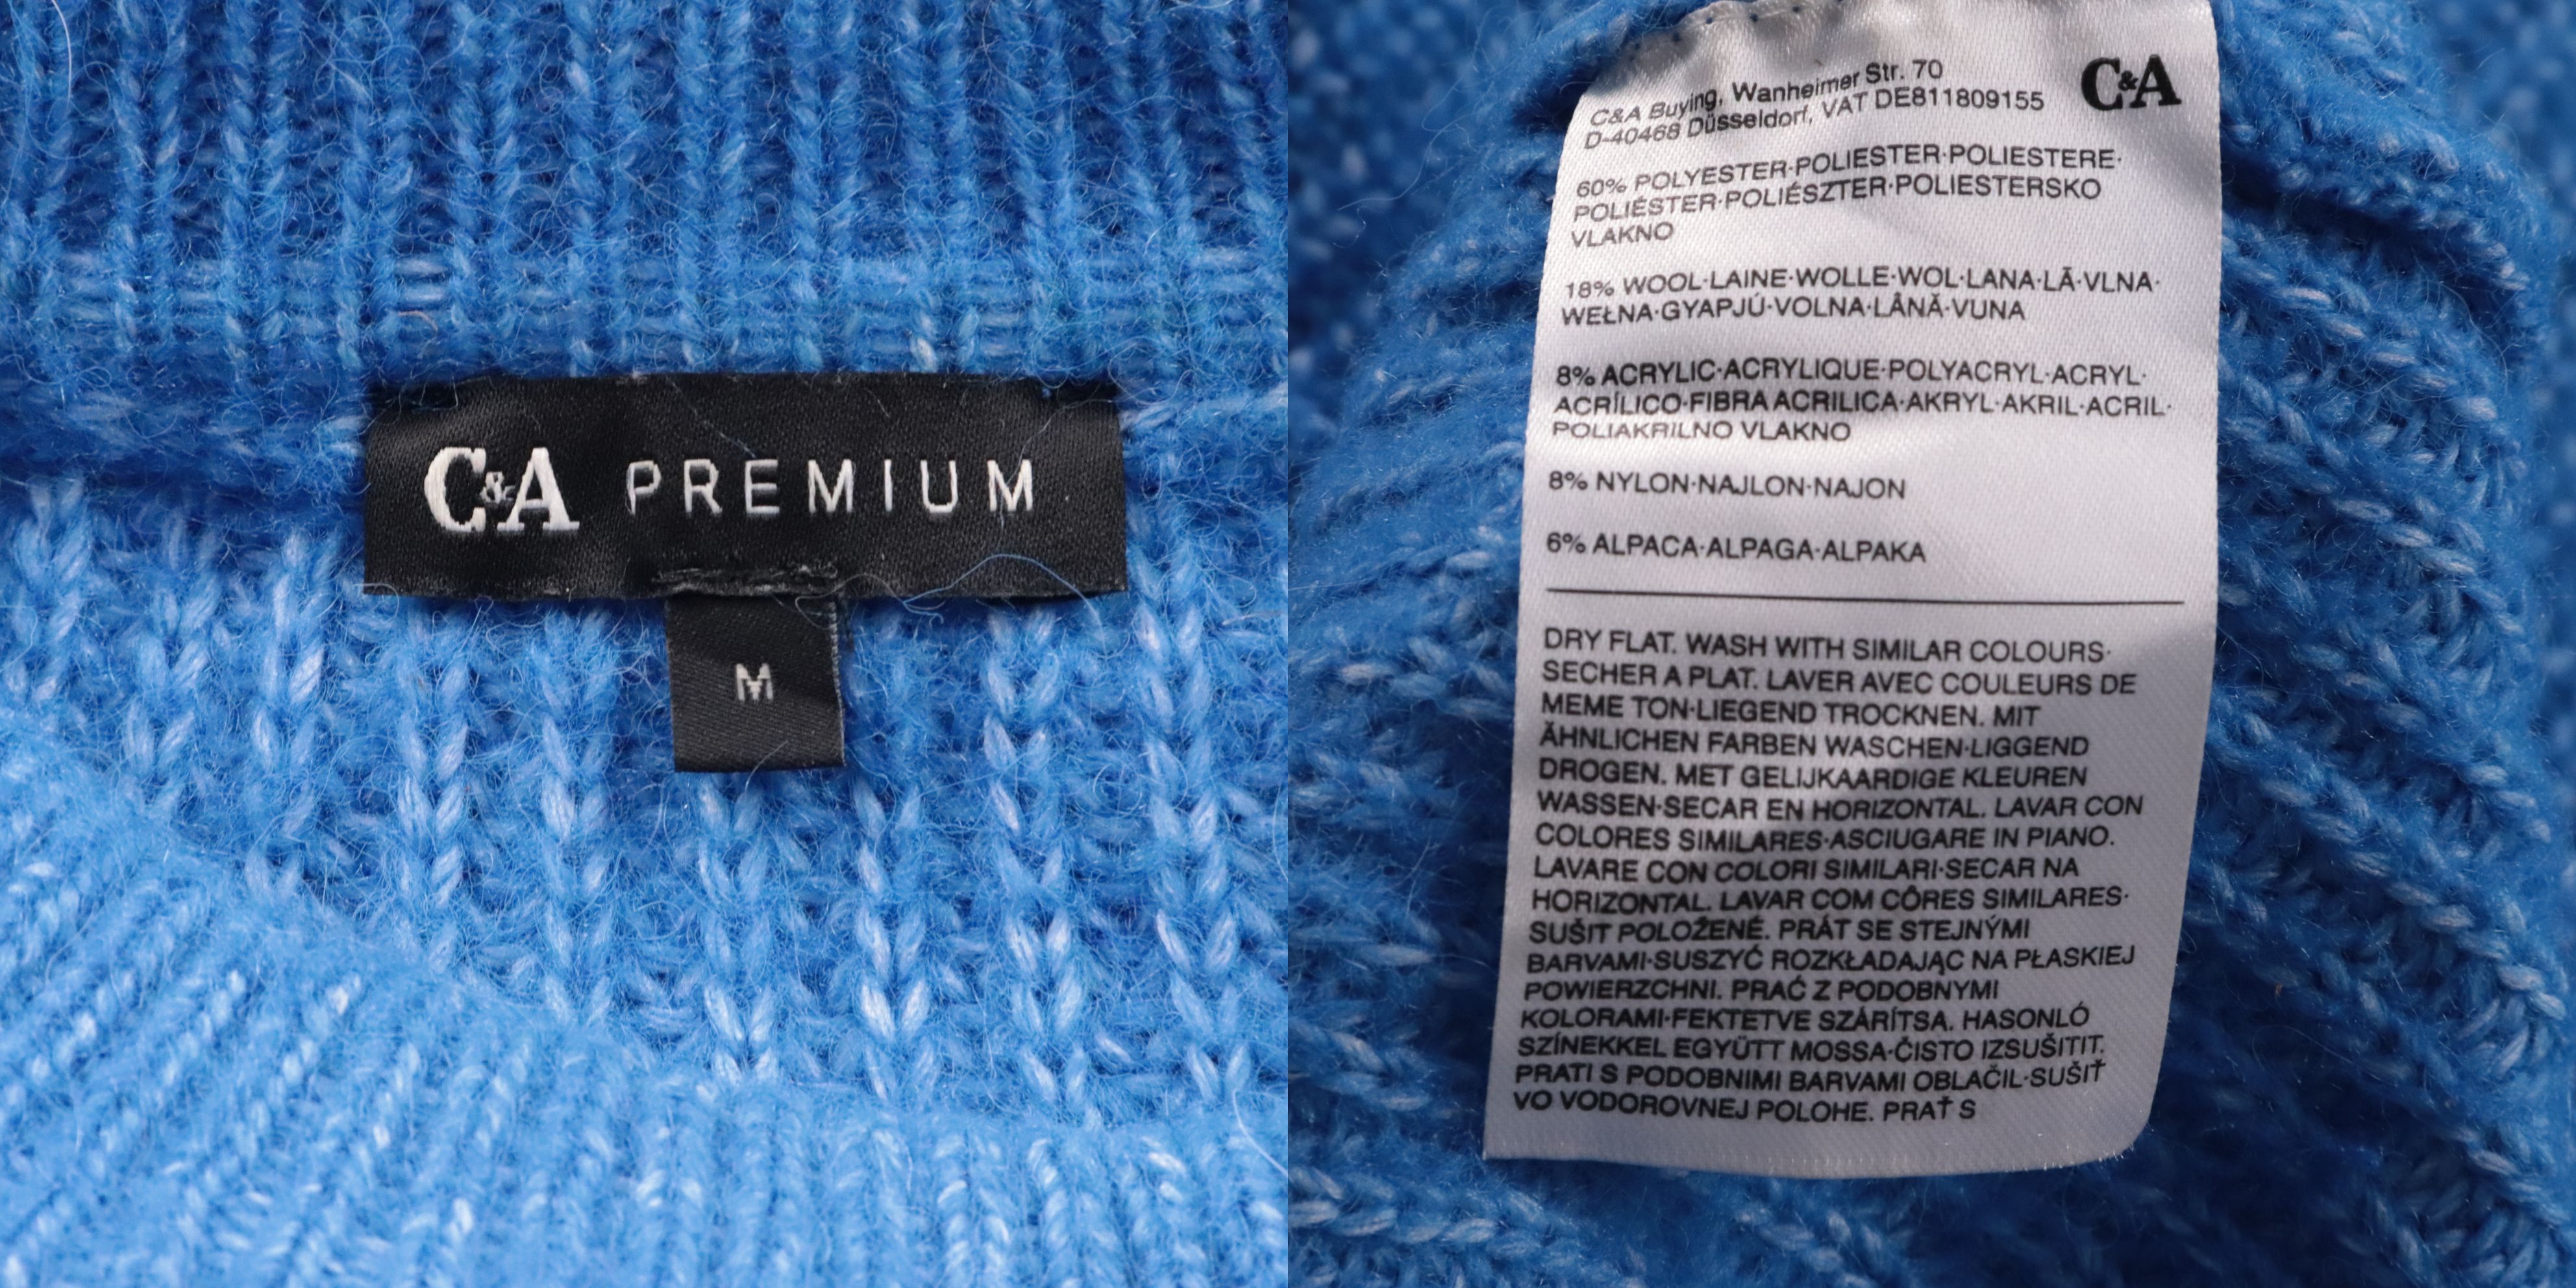 C&A PREMIUM
M
C&A
C&A Buying, Wanheimer Str. 70
D-40468 Düsseldorf, VAT DE811809155
60% POLYESTER·POLIESTER·POLIESTERE·
POLIÉSTER·POLIÉSZTER·POLIESTERSKO
VLAKNO
18% WOOL·LAINE·WOLLE·WOL·LANA·LÃ·VLNA·
WEŁNA·GYAPJÚ·VOLNA·LÂNĂ·VUNA
8% ACRYLIC·ACRYLIQUE·POLYACRYL·ACRYL·
ACRÍLICO·FIBRA ACRILICA·AKRYL·AKRIL·ACRIL·
POLIAKRILNO VLAKNO
8% NYLON·NAJLON·NAJON
6% ALPACA·ALPAGA·ALPAKA
DRY FLAT. WASH WITH SIMILAR COLOURS·
SECHER A PLAT. LAVER AVEC COULEURS DE
MEME TON·LIEGEND TROCKNEN. MIT
ÄHNLICHEN FARBEN WASCHEN·LIGGEND
DROGEN. MET GELIJKAARDIGE KLEUREN
WASSEN·SECAR EN HORIZONTAL. LAVAR CON
COLORES SIMILARES·ASCIUGARE IN PIANO.
LAVARE CON COLORI SIMILARI·SECAR NA
HORIZONTAL. LAVAR COM CÔRES SIMILARES·
SUŠIT POLOŽENÉ. PRÁT SE STEJNÝMI
BARVAMI·SUSZYĆ ROZKŁADAJĄC NA PŁASKIEJ
POWIERZCHNI. PRAĆ Z PODOBNYMI
KOLORAMI·FEKTETVE SZÁRÍTSA. HASONLÓ
SZÍNEKKEL EGYÜTT MOSSA·ČISTO IZSUŠITIT.
PRATI S PODOBNIMI BARVAMI OBLAČIL·SUŠIŤ
VO VODOROVNEJ POLOHE. PRAŤ S